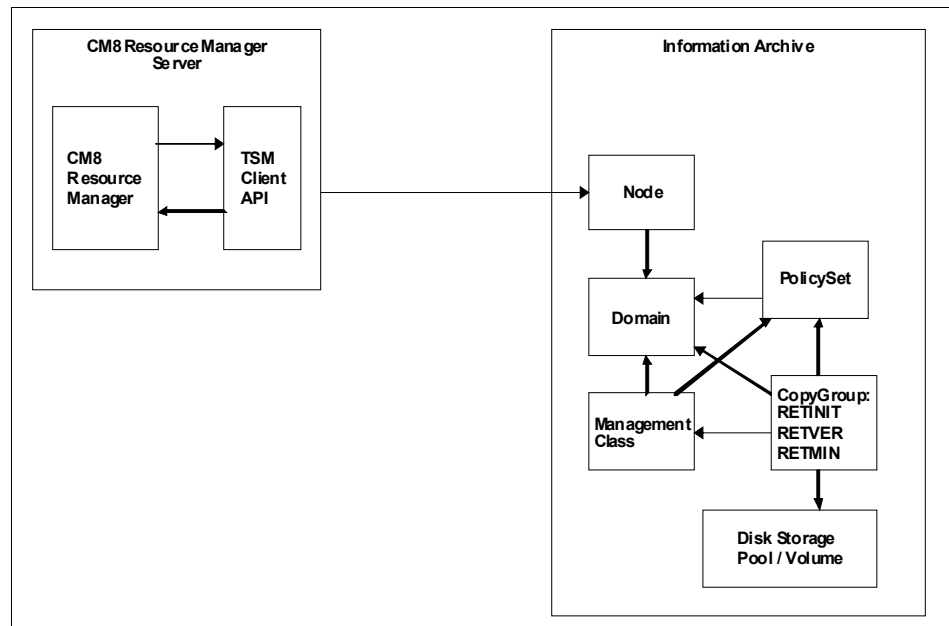 CM8 Resource Manager
Server
CM8
Resource
Manager
TSM
Client
API
Information Archive
Node
PolicySet
Domain
Management
Class
CopyGroup:
RETINIT
RETVER
RETMIN
Disk Storage
Pool / Volume